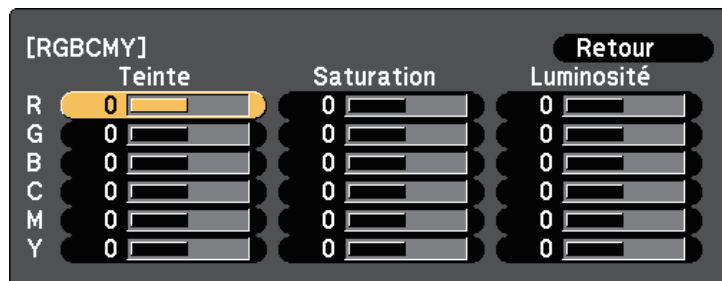 [RGBCMY] Retour
Teinte Saturation Luminosité
R 0 0 0
G 0 0 0
B 0 0 0
C 0 0 0
M 0 0 0
Y 0 0 0